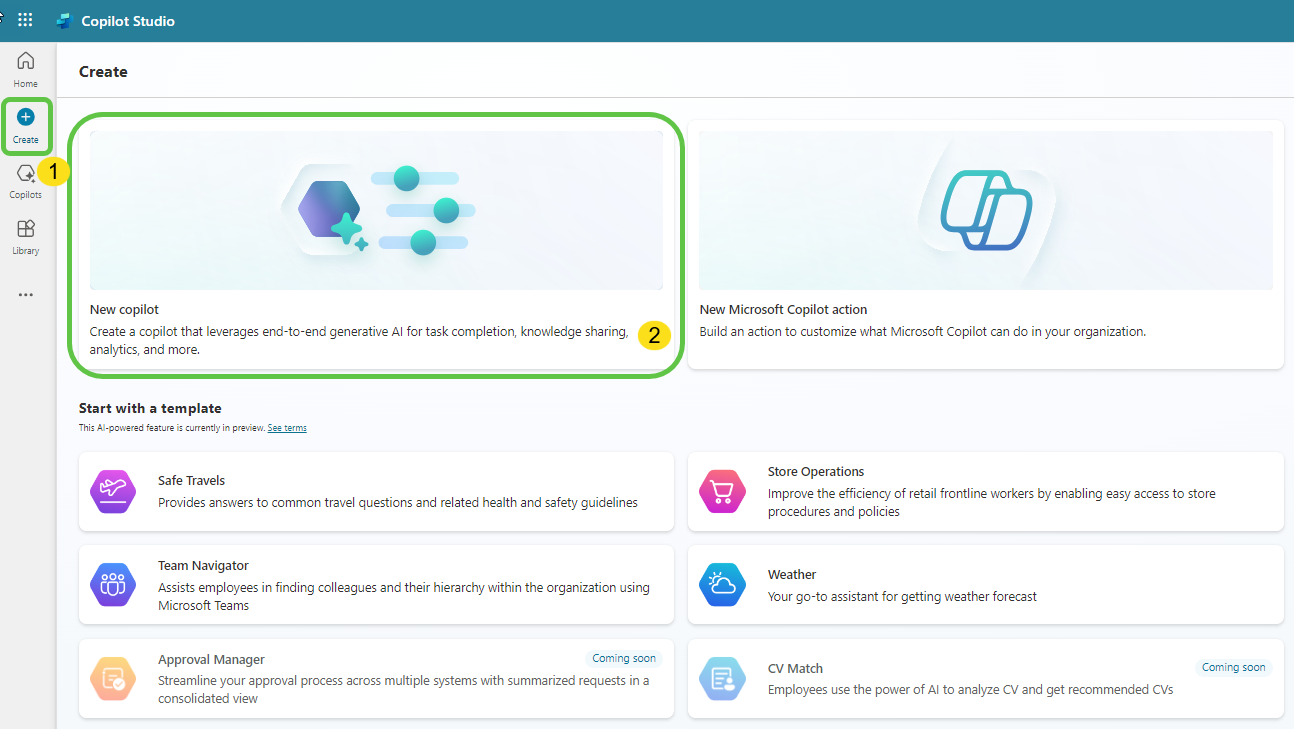 Copilot Studio
Home
Create
1
Copilots
Library
Create
New copilot
Create a copilot that leverages end-to-end generative AI for task completion, knowledge sharing,
analytics, and more.
2
New Microsoft Copilot action
Build an action to customize what Microsoft Copilot can do in your organization.
Start with a template
This AI-powered feature is currently in preview. See terms
Safe Travels
Provides answers to common travel questions and related health and safety guidelines
Store Operations
Improve the efficiency of retail frontline workers by enabling easy access to store
procedures and policies
Team Navigator
Assists employees in finding colleagues and their hierarchy within the organization using
Microsoft Teams
Weather
Your go-to assistant for getting weather forecast
Approval Manager
Coming soon
Streamline your approval process across multiple systems with summarized requests in a
consolidated view
CV Match
Coming soon
Employees use the power of AI to analyze CV and get recommended CVs